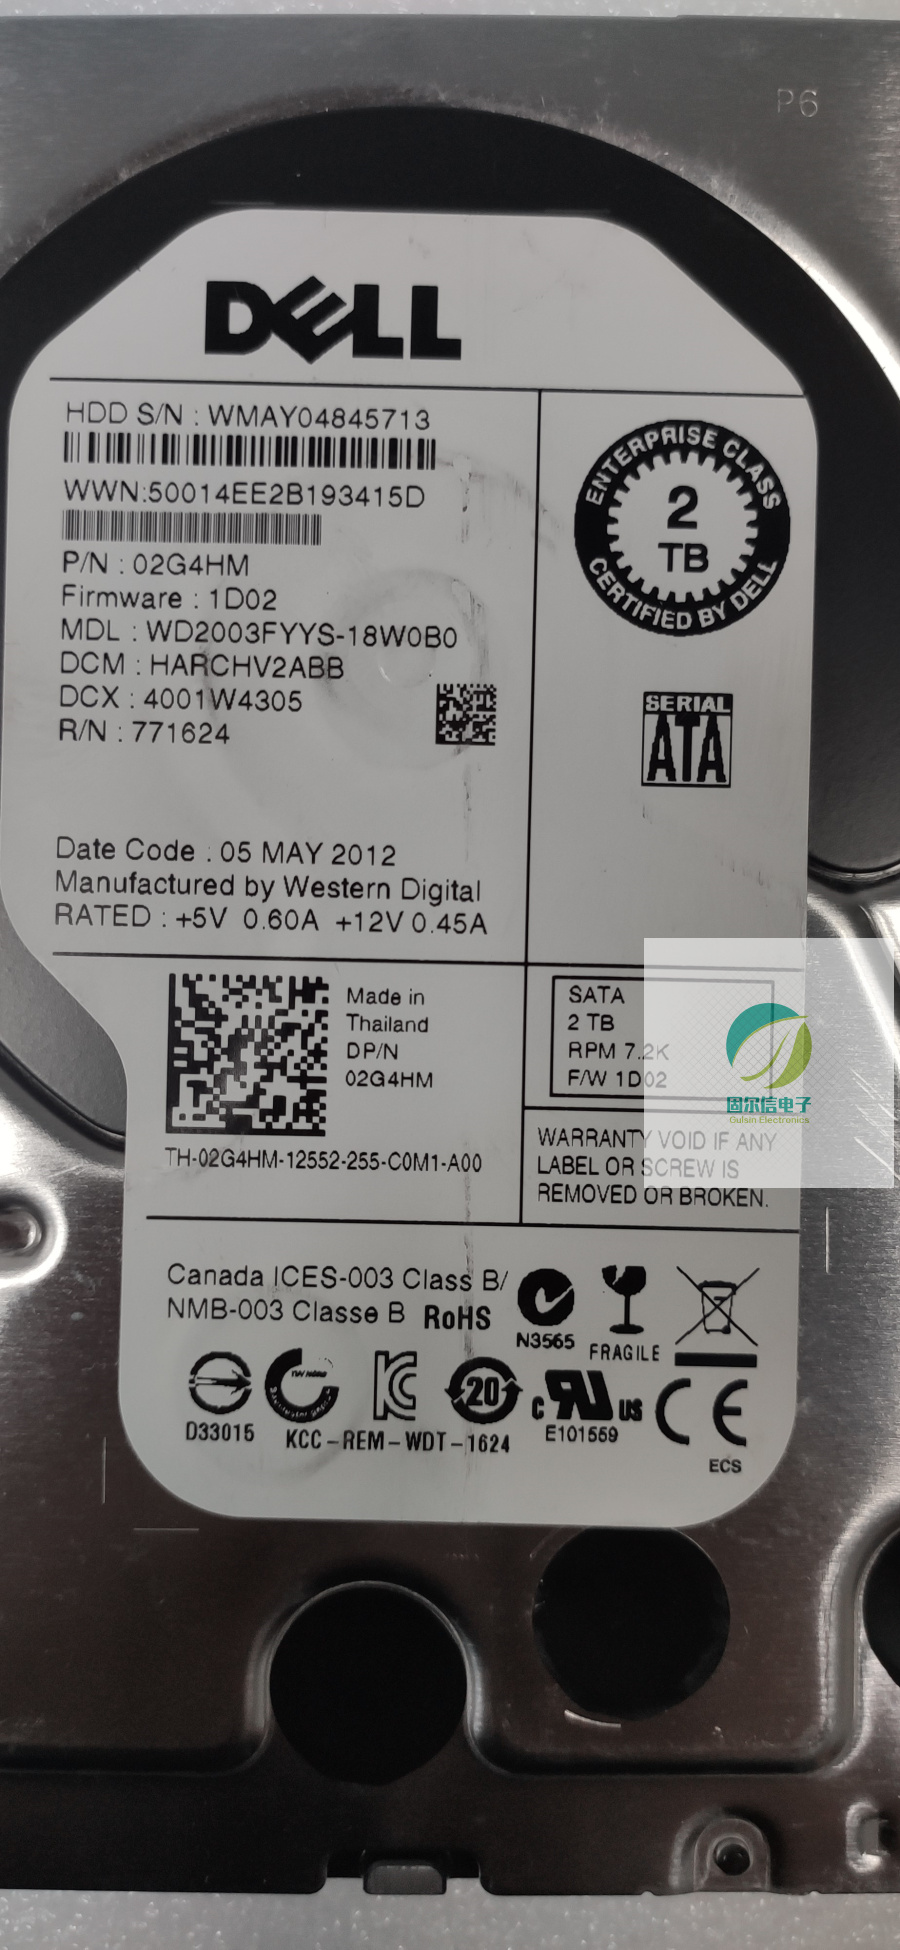 P6
DELL
HDD S/N : WMAY04845713
WWN:50014EE2B193415D
P/N : 02G4HM
Firmware : 1D02
MDL : WD2003FYYS-18W0B0
DCM : HARCHV2ABB
DCX : 4001W4305
R/N : 771624
ENTERPRISE CLASS
2
TB
CERTIFIED BY DELL
SERIAL
ATA
Date Code : 05 MAY 2012
Manufactured by Western Digital
RATED : +5V 0.60A +12V 0.45A
Made in
Thailand
DP/N
02G4HM
TH-02G4HM-12552-255-C0M1-A00
SATA
2 TB
RPM 7.2K
F/W 1D02
固尔信电子
Gulsin Electronics
WARRANTY VOID IF ANY
LABEL OR SCREW IS
REMOVED OR BROKEN.
Canada ICES-003 Class B/
NMB-003 Classe B RoHS
N3565
FRAGILE
D33015
KCC-REM-WDT-1624
20
C RU US
E101559
CE
ECS